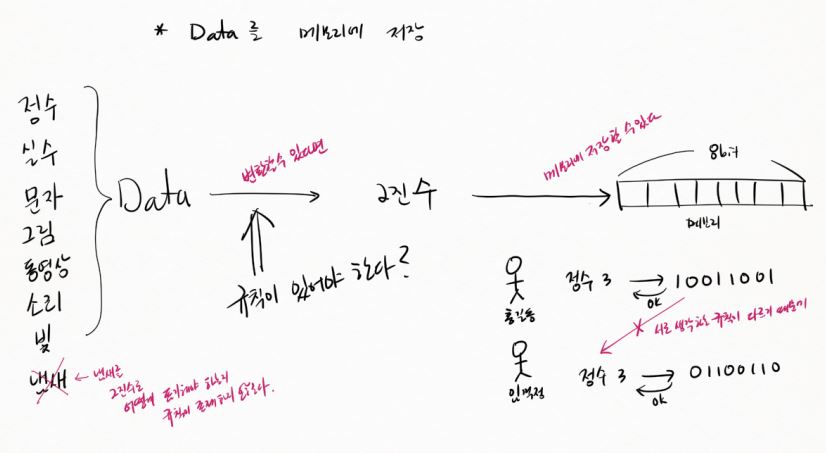 * Data를 메모리에 저장
정수
실수
문자
그림
동영상
소리
빛
냄새
Data
변환할수 있다면
2진수
메모리에 저장할 수 있다
8bit
메모리
규칙이 있어야 한다?
← 냄새를
2진수로
어떻게 표기해야 하는지
규칙이 존재하지 않는다.
홍길동
정수 3
10011001
OK
서로 생각하는 규칙이 다르기 때문에
임꺽정
정수 3
01100110
OK